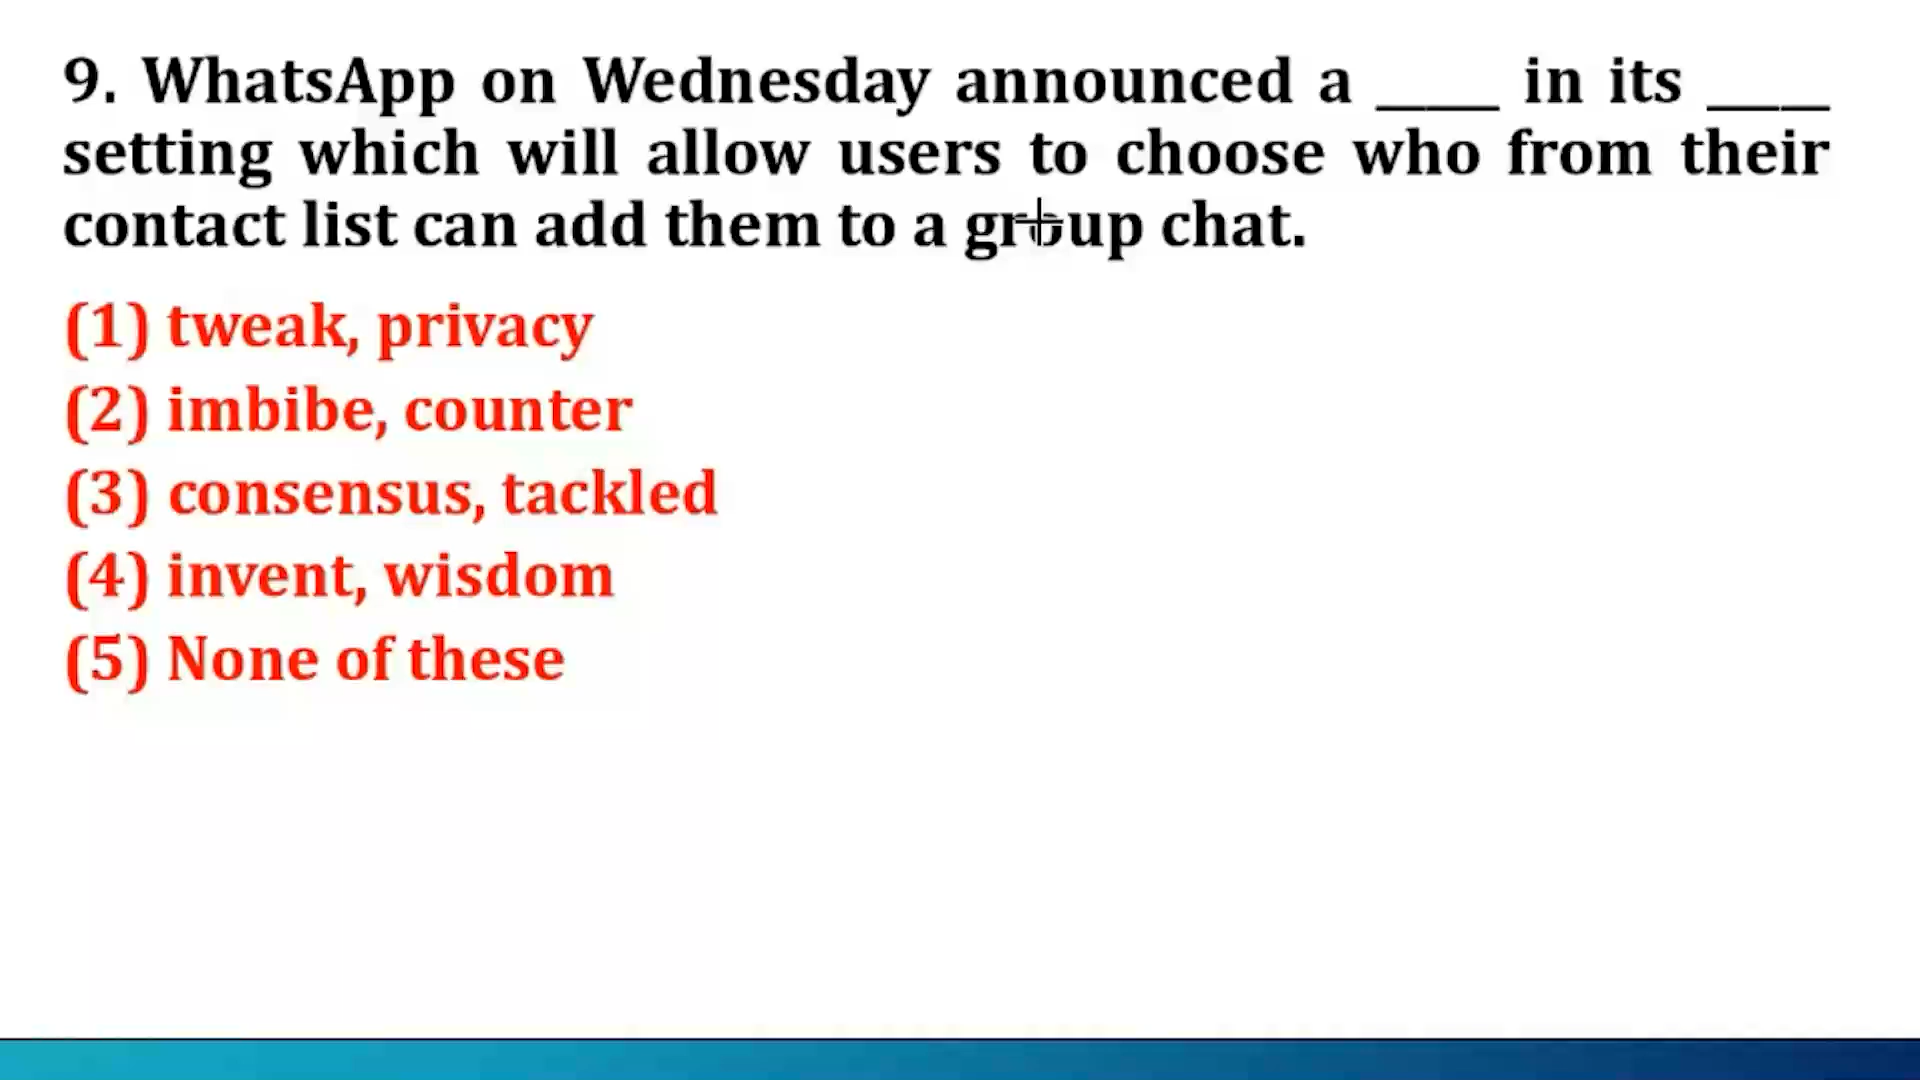 9. WhatsApp on Wednesday announced a ____ in its ____
setting which will allow users to choose who from their
contact list can add them to a group chat.
(1) tweak, privacy
(2) imbibe, counter
(3) consensus, tackled
(4) invent, wisdom
(5) None of these